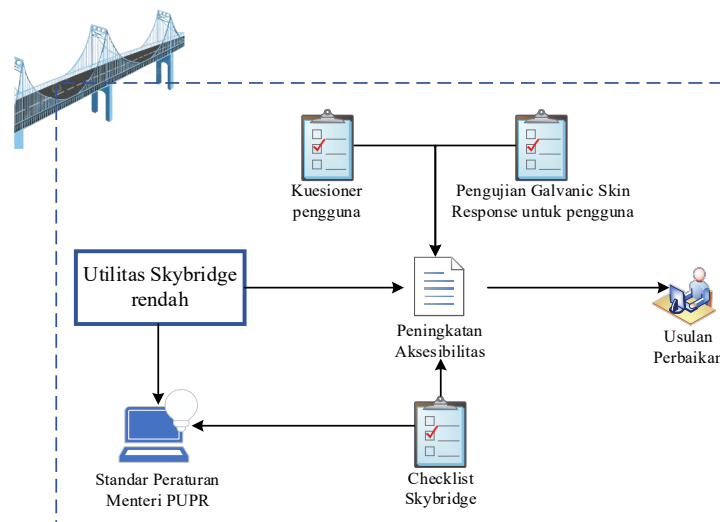 Kuesioner
pengguna
Pengujian Galvanic Skin
Response untuk pengguna
Utilitas Skybridge
rendah
Peningkatan
Aksesibilitas
Usulan
Perbaikan
Standar Peraturan
Menteri PUPR
Checklist
Skybridge